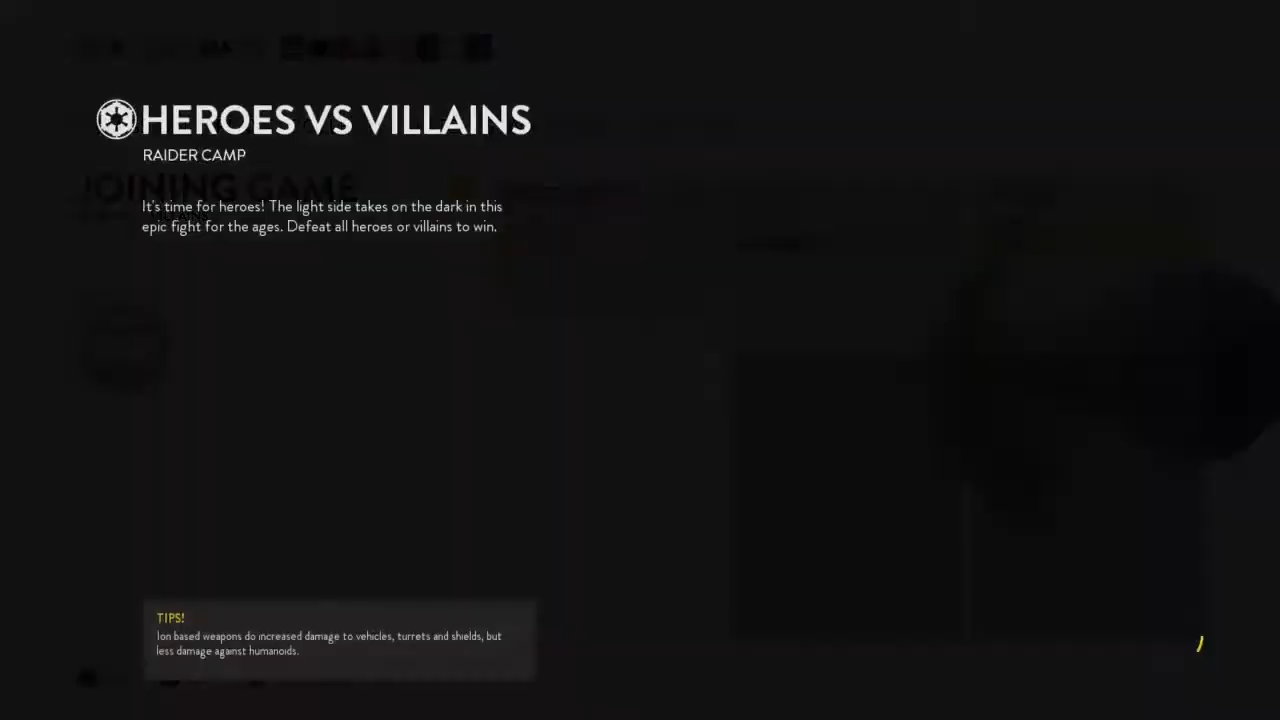 HEROES VS VILLAINS
RAIDER CAMP
JOINING GAME
It's time for heroes! The light side takes on the dark in this
epic fight for the ages. Defeat all heroes or villains to win.
TIPS!
Ion based weapons do increased damage to vehicles, turrets and shields, but
less damage against humanoids.